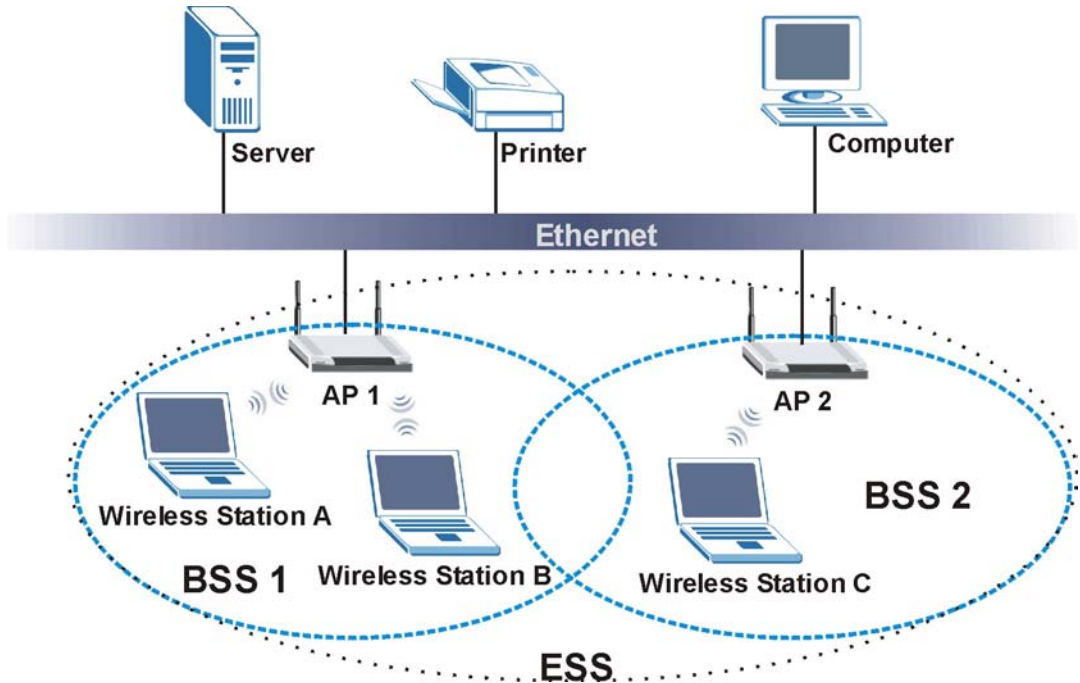 Server
Printer
Computer
Ethernet
AP 1
AP 2
Wireless Station A
Wireless Station B
Wireless Station C
BSS 1
BSS 2
ESS